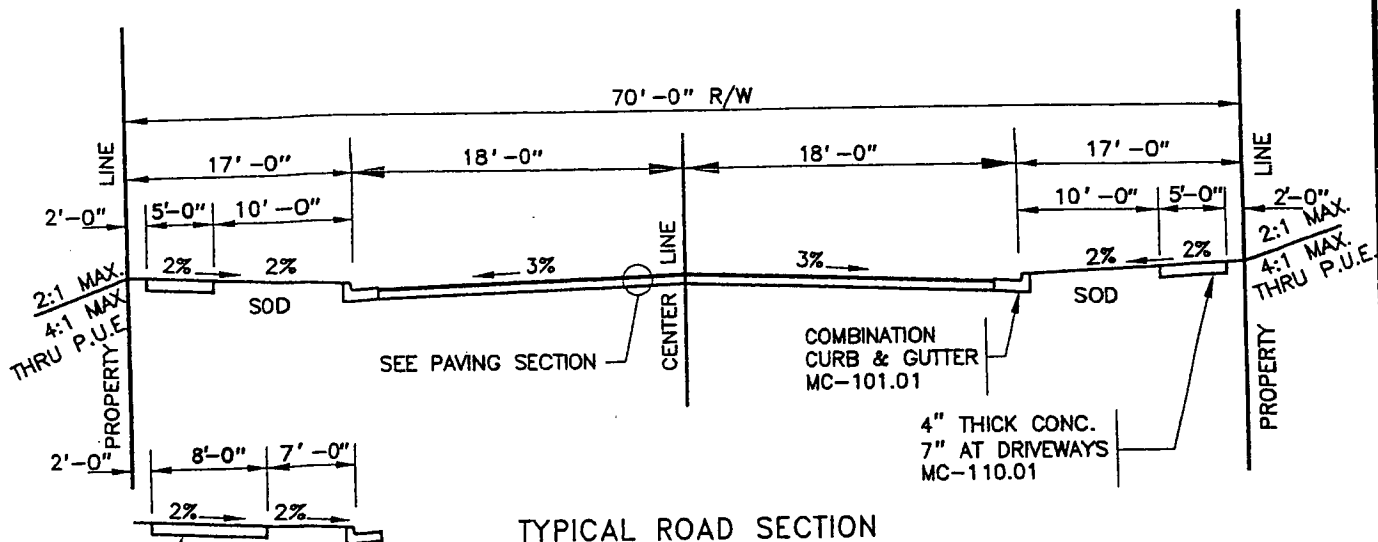 70'-0" R/W
LINE
LINE
17'-0"
18'-0"
18'-0"
17'-0"
2'-0"
5'-0"
10'-0"
10'-0"
5'-0"
2'-0"
2:1 MAX.
4:1 MAX.
THRU P.U.E.
2%
2%
SOD
3%
LINE
3%
2%
2%
SOD
2:1 MAX.
4:1 MAX.
THRU P.U.E.
PROPERTY
SEE PAVING SECTION
CENTER
COMBINATION
CURB & GUTTER
MC-101.01
PROPERTY
4" THICK CONC.
7" AT DRIVEWAYS
MC-110.01
2'-0"
8'-0"
7'-0"
2%
2%
TYPICAL ROAD SECTION